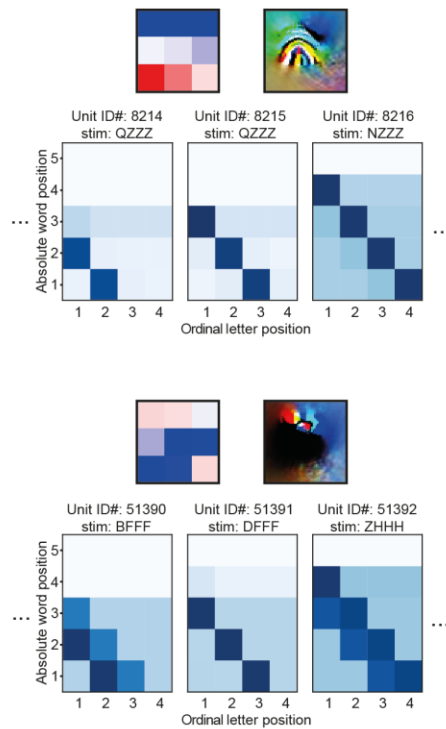 Unit ID#: 8214 Unit ID#: 8215 Unit ID#: 8216
stim: QZZZ stim: QZZZ stim: NZZZ
Absolute word position
5
4
3
2
1
... ...
1 2 3 4 1 2 3 4 1 2 3 4
Ordinal letter position
Unit ID#: 51390 Unit ID#: 51391 Unit ID#: 51392
stim: BFFF stim: DFFF stim: ZHHH
Absolute word position
5
4
3
2
1
... ...
1 2 3 4 1 2 3 4 1 2 3 4
Ordinal letter position